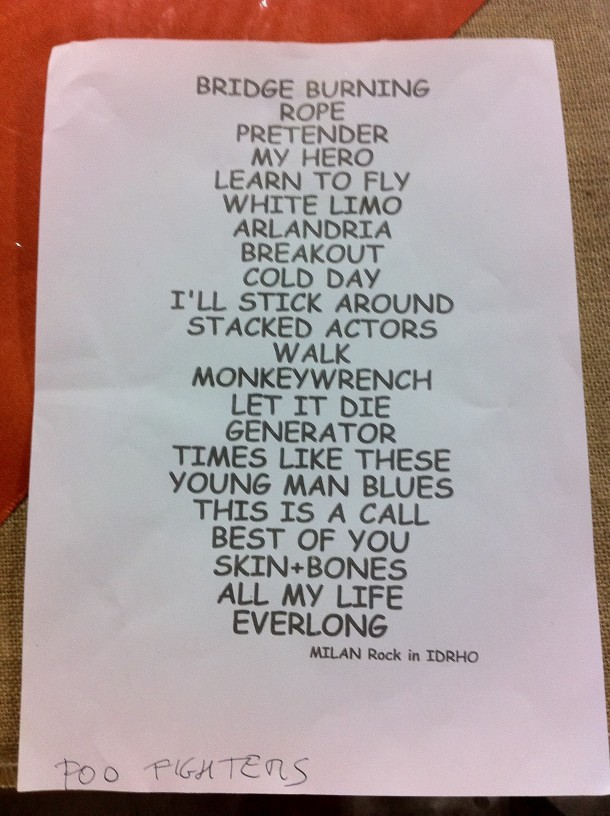 BRIDGE BURNING
ROPE
PRETENDER
MY HERO
LEARN TO FLY
WHITE LIMO
ARLANDRIA
BREAKOUT
COLD DAY
I'LL STICK AROUND
STACKED ACTORS
WALK
MONKEYWRENCH
LET IT DIE
GENERATOR
TIMES LIKE THESE
YOUNG MAN BLUES
THIS IS A CALL
BEST OF YOU
SKIN+BONES
ALL MY LIFE
EVERLONG
MILAN Rock in IDRHO
POO FIGHTERS